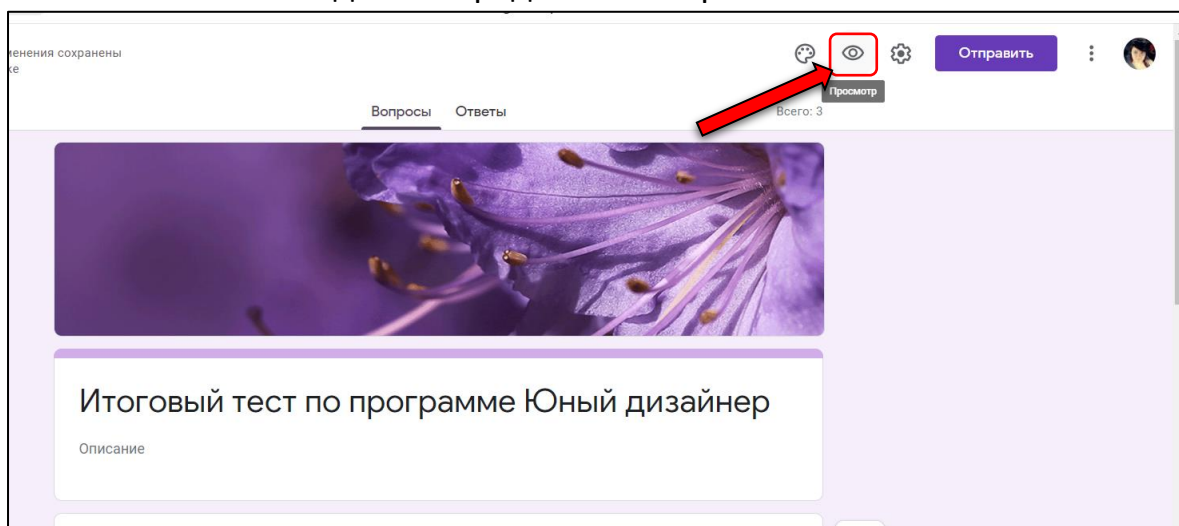 менения сохранены
ке
Отправить
Просмотр
Вопросы Ответы
Всего: 3
Итоговый тест по программе Юный дизайнер
Описание